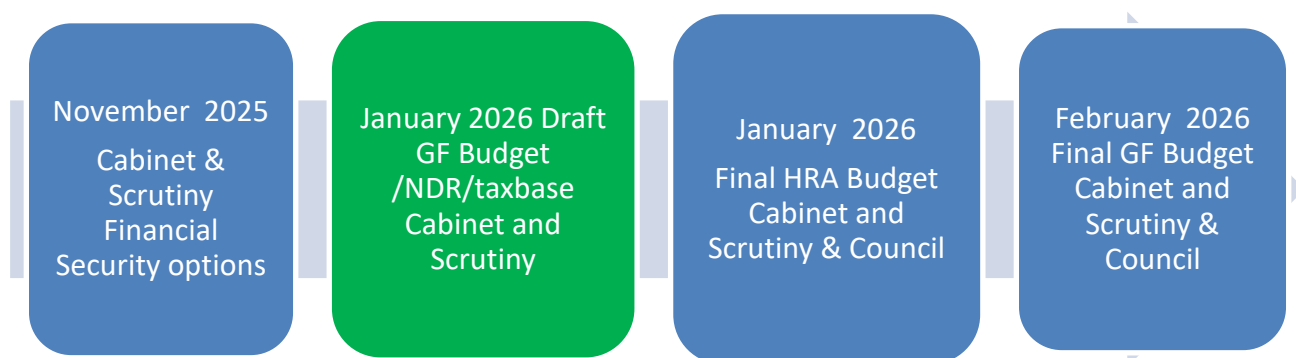 November  2025
Cabinet &
Scrutiny
Financial
Security options
January 2026 Draft
GF Budget
/NDR/taxbase
Cabinet and
Scrutiny
January  2026
Final HRA Budget
Cabinet and
Scrutiny & Council
February  2026
Final GF Budget
Cabinet and
Scrutiny &
Council